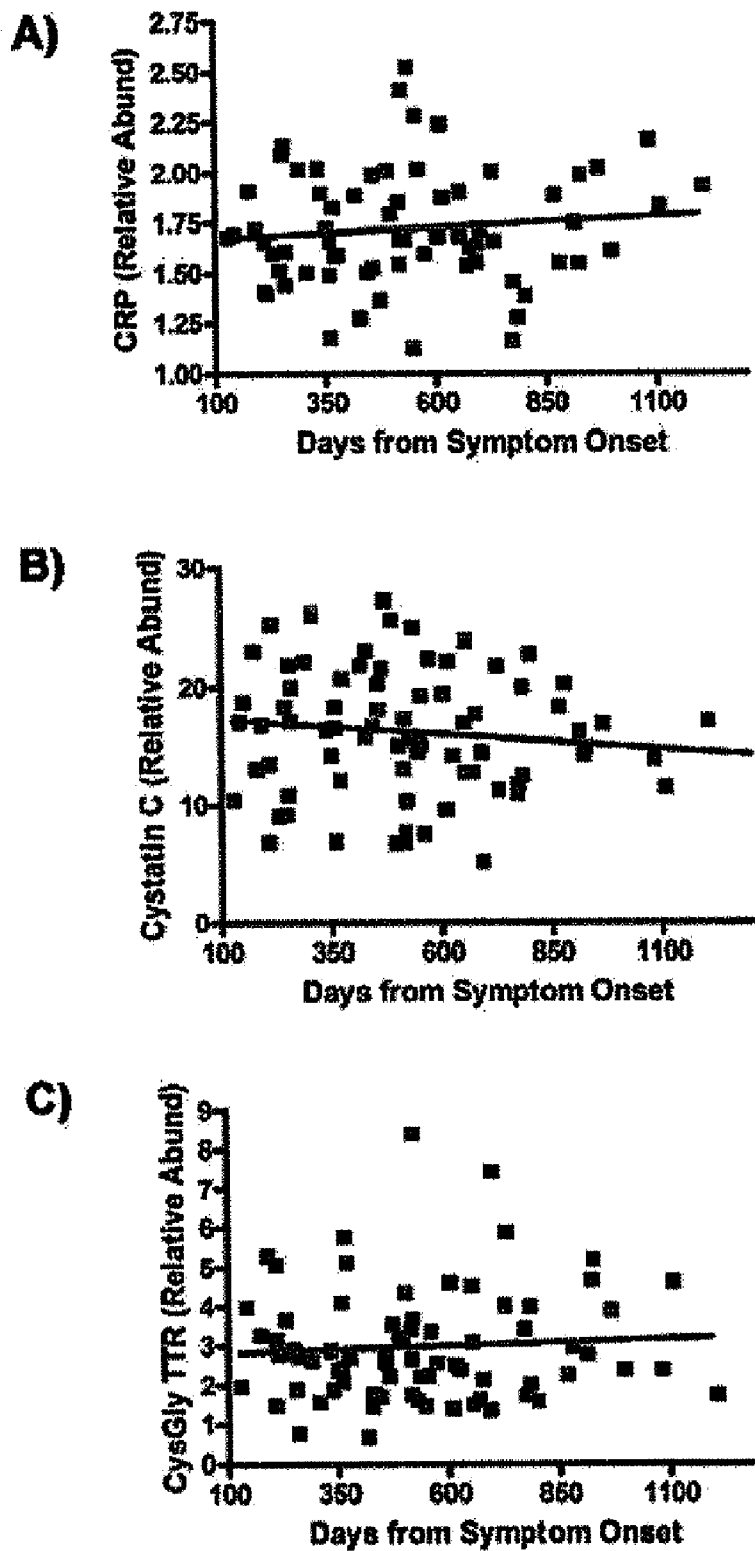 A)
CRP (Relative Abund)
2.75
2.50
2.25
2.00
1.75
1.50
1.25
1.00
100 350 600 850 1100
Days from Symptom Onset
B)
Cystatin C (Relative Abund)
30
20
10
0
100 350 600 850 1100
Days from Symptom Onset
C)
CysGly TTR (Relative Abund)
9
8
7
6
5
4
3
2
1
0
100 350 600 850 1100
Days from Symptom Onset